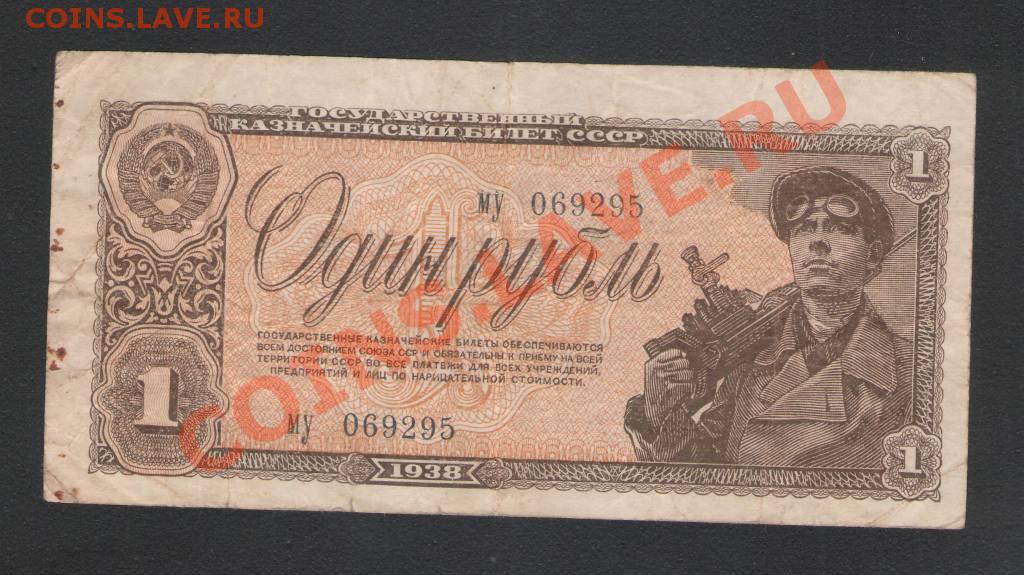 COINS.LAVE.RU
ГОСУДАРСТВЕННЫЙ
КАЗНАЧЕЙСКИЙ БИЛЕТ СССР
1
му 069295
Один рубль
ГОСУДАРСТВЕННЫЕ КАЗНАЧЕЙСКИЕ БИЛЕТЫ ОБЕСПЕЧИВАЮТСЯ
ВСЕМ ДОСТОЯНИЕМ СОЮЗА ССР И ОБЯЗАТЕЛЬНЫ К ПРИЕМУ НА ВСЕЙ
ТЕРРИТОРИИ СССР ВО ВСЕ ПЛАТЕЖИ ДЛЯ ВСЕХ УЧРЕЖДЕНИЙ,
ПРЕДПРИЯТИЙ И ЛИЦ ПО НАРИЦАТЕЛЬНОЙ СТОИМОСТИ.
1
му 069295
1938
1
COINS.LAVE.RU